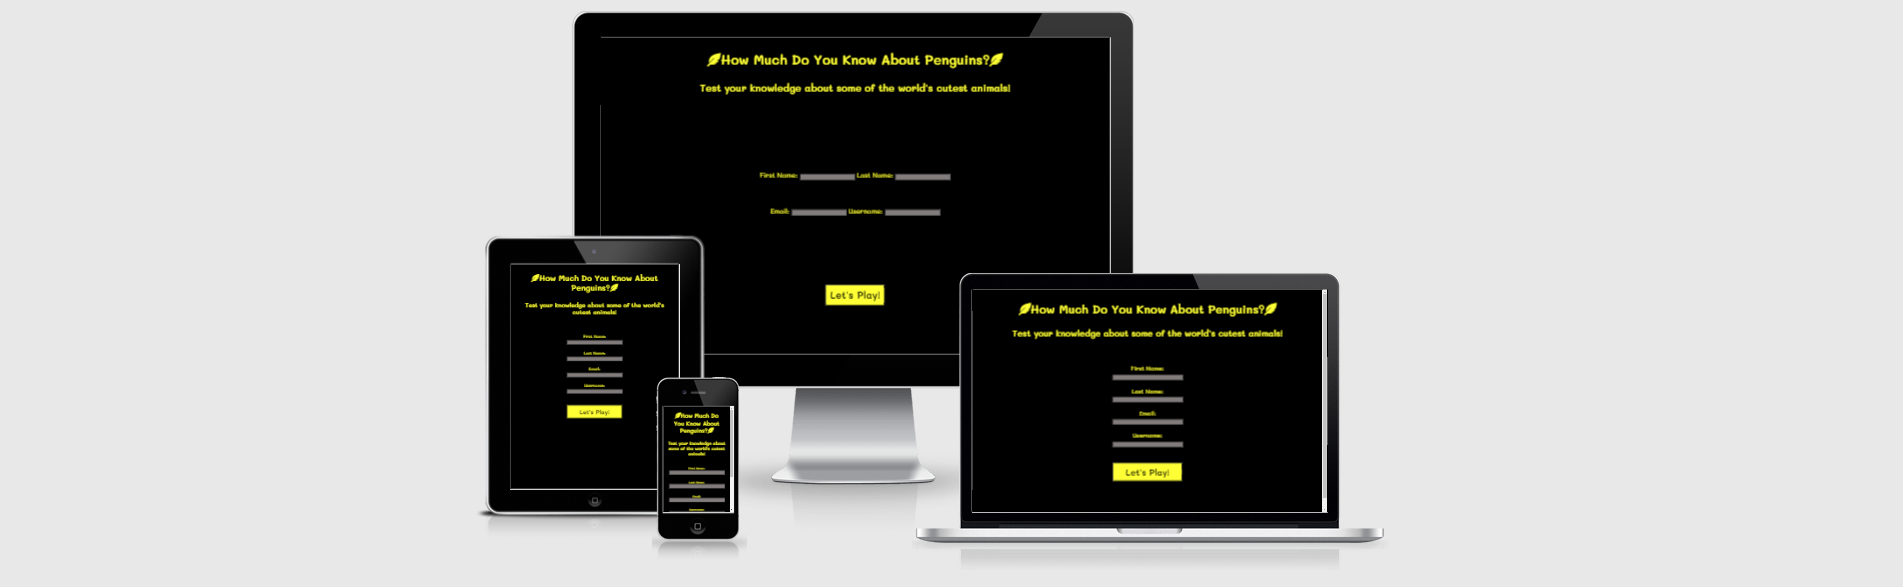 How Much Do You Know About Penguins?
Test your knowledge about some of the world's cutest animals!
First Name: Last Name:
Email: Username:
Let's Play!
How Much Do You Know About
Penguins?
Test your knowledge about some of the world's
cutest animals!
First Name:
Last Name:
Email:
Username:
Let's Play!
How Much Do
You Know About
Penguins?
Test your knowledge about
some of the world's cutest
animals!
First Name:
Last Name:
Email:
Username:
How Much Do You Know About Penguins?
Test your knowledge about some of the world's cutest animals!
First Name:
Last Name:
Email:
Username:
Let's Play!